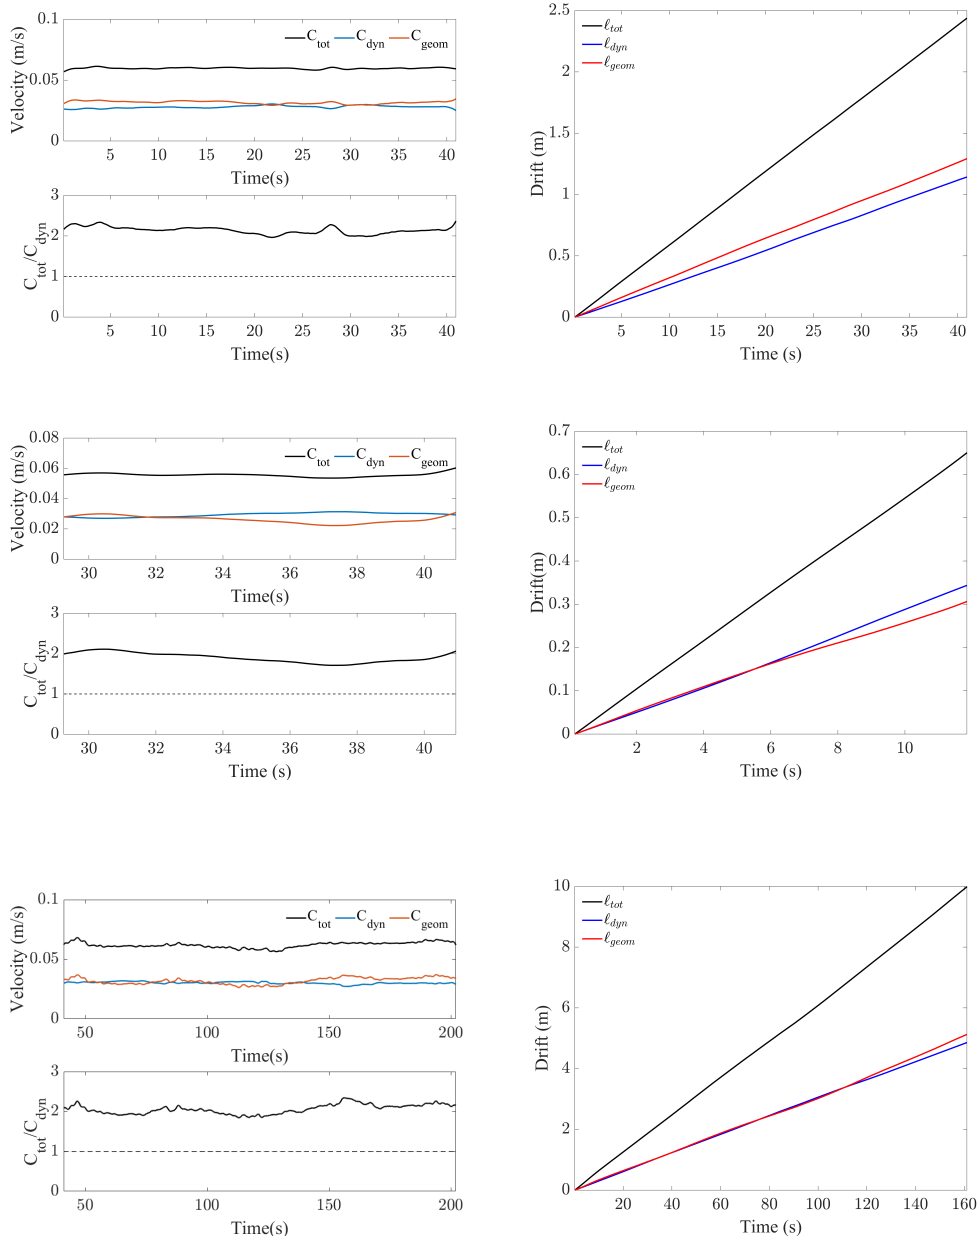 0.1
C_tot C_dyn C_geom
Velocity (m/s)
0.05
0
5 10 15 20 25 30 35 40
Time(s)
3
2
C_tot/C_dyn
1
0
5 10 15 20 25 30 35 40
Time(s)
2.5
ℓ_tot
ℓ_dyn
ℓ_geom
2
1.5
Drift (m)
1
0.5
0
5 10 15 20 25 30 35 40
Time (s)
0.08
C_tot C_dyn C_geom
0.06
Velocity (m/s)
0.04
0.02
0
30 32 34 36 38 40
Time(s)
3
2
C_tot/C_dyn
1
0
30 32 34 36 38 40
Time (s)
0.7
ℓ_tot
ℓ_dyn
ℓ_geom
0.6
0.5
0.4
Drift(m)
0.3
0.2
0.1
0
2 4 6 8 10
Time (s)
0.1
C_tot C_dyn C_geom
Velocity (m/s)
0.05
0
50 100 150 200
Time(s)
3
2
C_tot/C_dyn
1
0
50 100 150 200
Time(s)
10
ℓ_tot
ℓ_dyn
ℓ_geom
8
6
Drift (m)
4
2
0
20 40 60 80 100 120 140 160
Time (s)